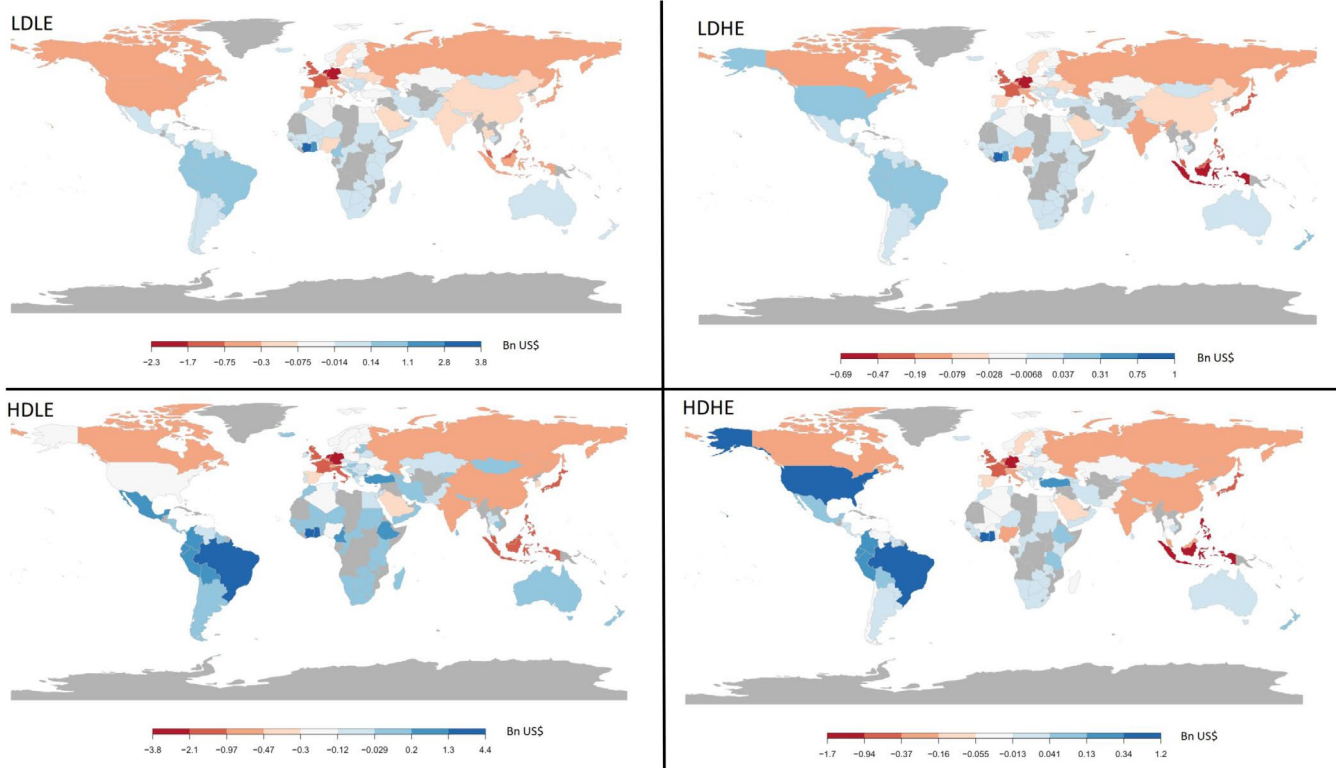 LDLE
LDHE
Bn US$
−2.3 −1.7 −0.75 −0.3 −0.075 −0.014 0.14 1.1 2.8 3.8
Bn US$
−0.69 −0.47 −0.19 −0.079 −0.028 −0.0068 0.037 0.31 0.75 1
HDLE
HDHE
Bn US$
−3.8 −2.1 −0.97 −0.47 −0.3 −0.12 −0.029 0.2 1.3 4.4
Bn US$
−1.7 −0.94 −0.37 −0.16 −0.055 −0.013 0.041 0.13 0.34 1.2